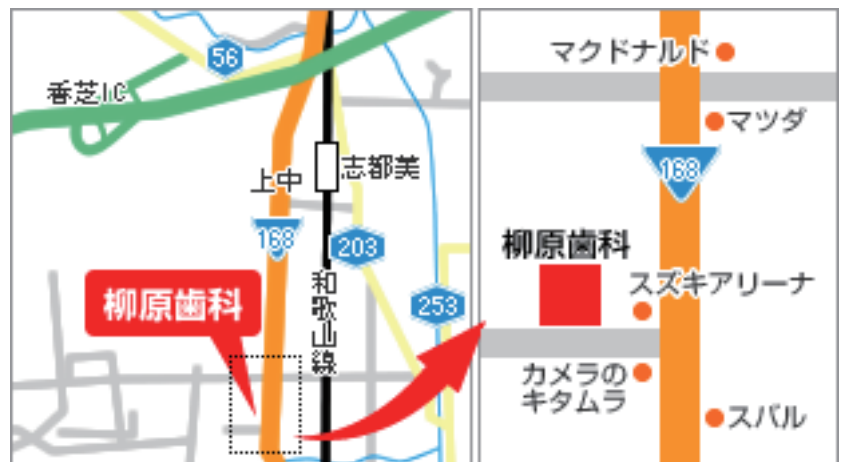 56
香芝IC
志都美
上中
168
203
和歌山線
柳原歯科
253
マクドナルド
マツダ
168
柳原歯科
スズキアリーナ
カメラの
キタムラ
スバル